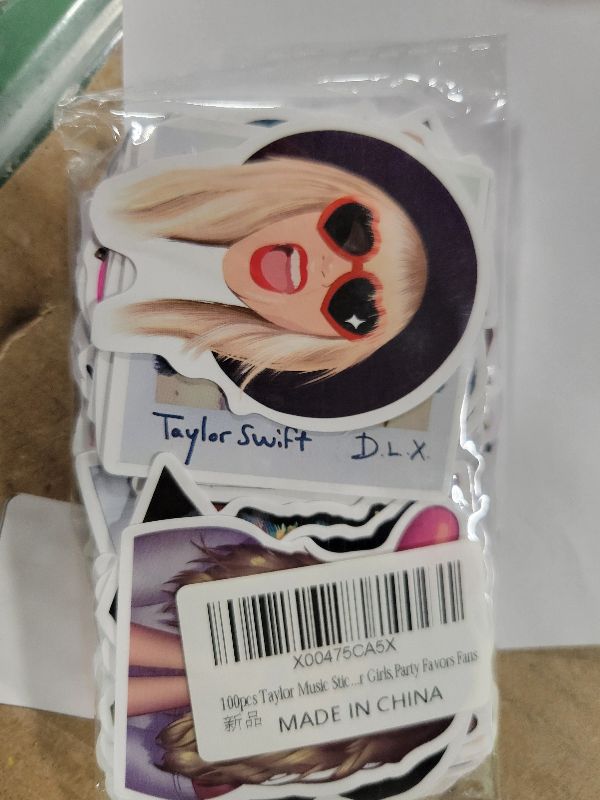 Taylor Swift D.L.X.
X00475CA5X
100pcs Taylor Music Stic...r Girls,Party Favors Fans
新品 MADE IN CHINA